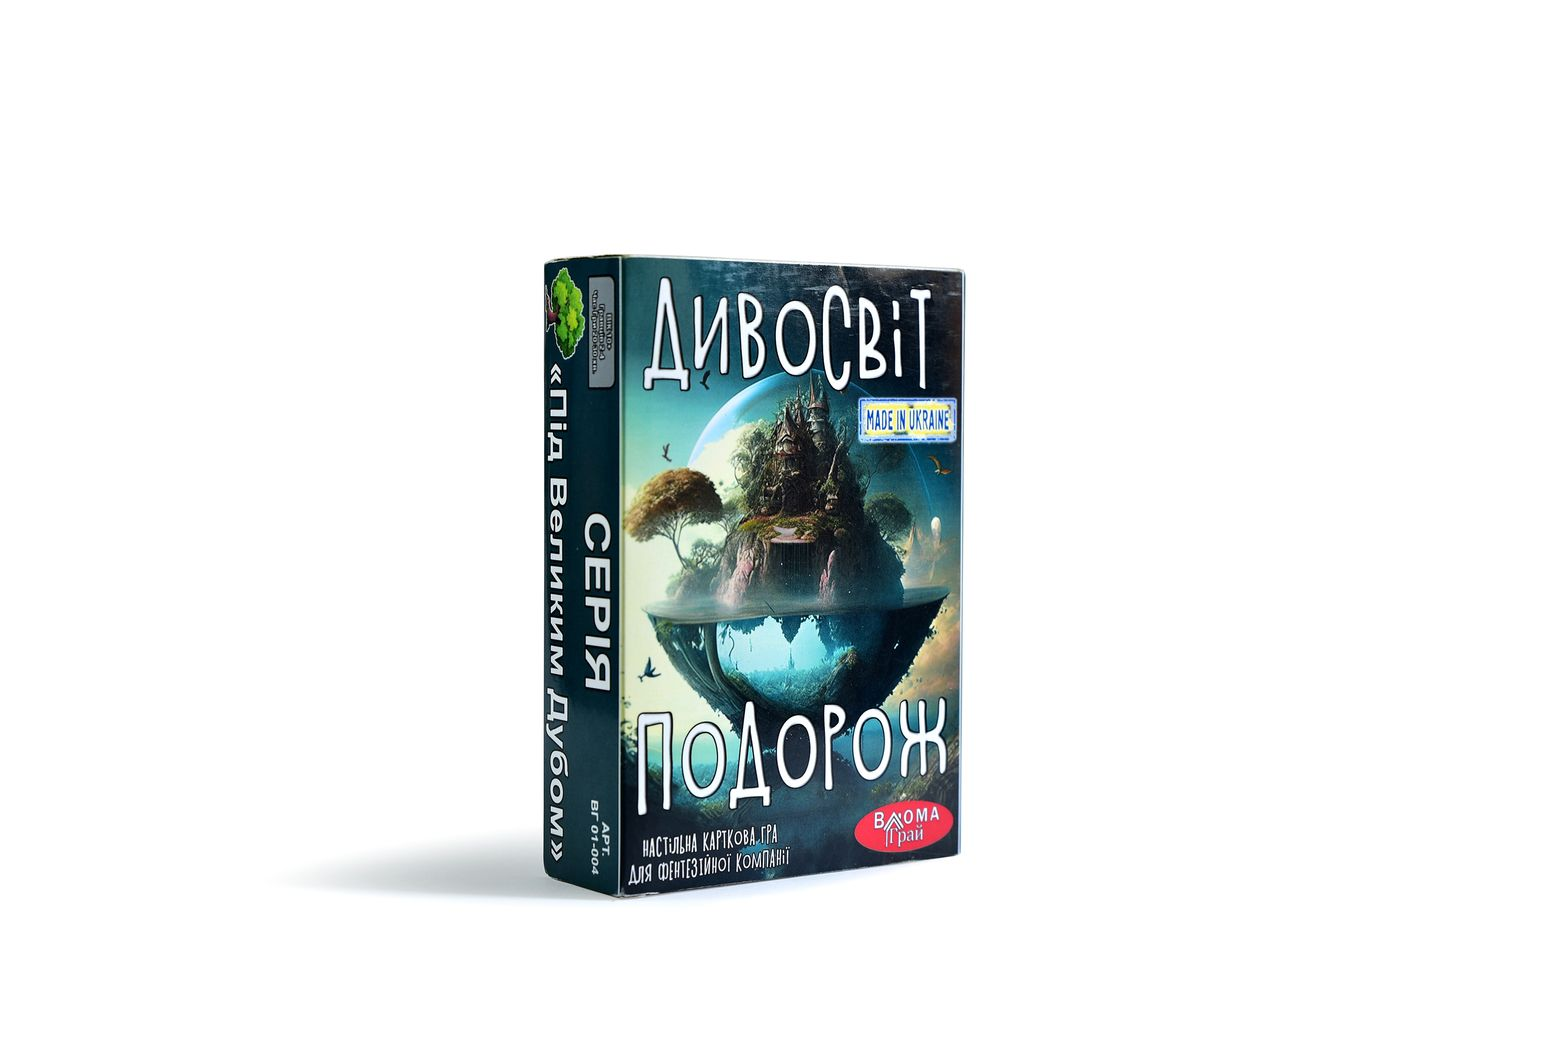 ДИВОСВІТ
MADE IN UKRAINE
ПОДОРОЖ
НАСТІЛЬНА КАРТКОВА ГРА
ДЛЯ ФЕНТЕЗІЙНОЇ КОМПАНІЇ
ВДОМА
Грай
СЕРІЯ
«Під Великим Дубом»
АРТ.
ВГ 01-004